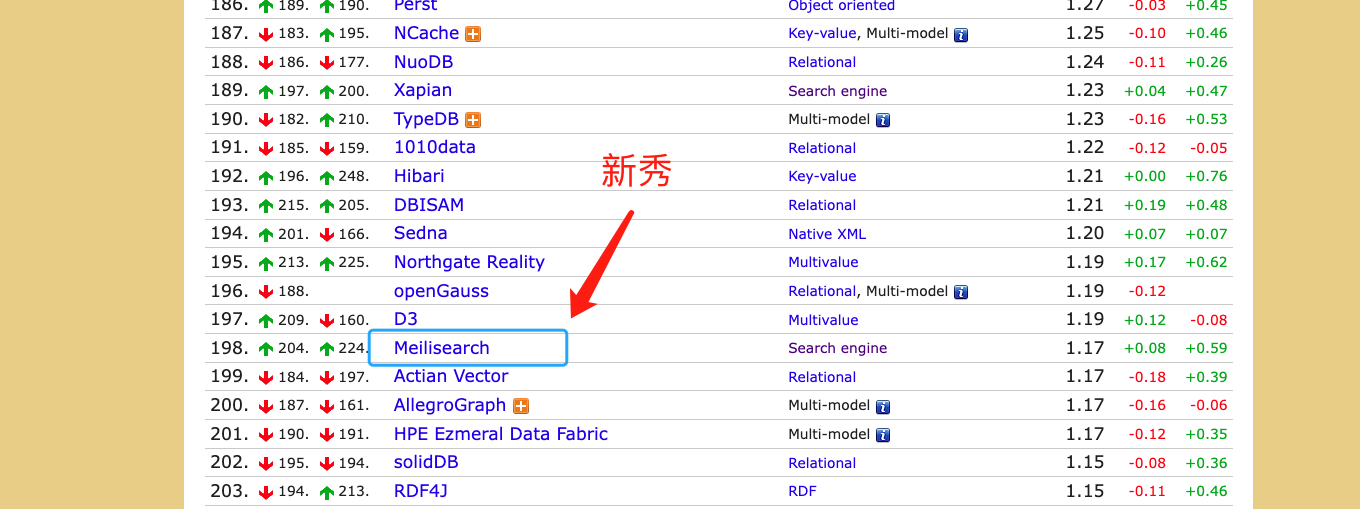 186. 189. 190. Perst Object oriented 1.27 -0.03 +0.45
187. 183. 195. NCache Key-value, Multi-model 1.25 -0.10 +0.46
188. 186. 177. NuoDB Relational 1.24 -0.11 +0.26
189. 197. 200. Xapian Search engine 1.23 +0.04 +0.47
190. 182. 210. TypeDB Multi-model 1.23 -0.16 +0.53
191. 185. 159. 1010data Relational 1.22 -0.12 -0.05
新秀
192. 196. 248. Hibari Key-value 1.21 +0.00 +0.76
193. 215. 205. DBISAM Relational 1.21 +0.19 +0.48
194. 201. 166. Sedna Native XML 1.20 +0.07 +0.07
195. 213. 225. Northgate Reality Multivalue 1.19 +0.17 +0.62
196. 188. openGauss Relational, Multi-model 1.19 -0.12
197. 209. 160. D3 Multivalue 1.19 +0.12 -0.08
198. 204. 224. Meilisearch Search engine 1.17 +0.08 +0.59
199. 184. 197. Actian Vector Relational 1.17 -0.18 +0.39
200. 187. 161. AllegroGraph Multi-model 1.17 -0.16 -0.06
201. 190. 191. HPE Ezmeral Data Fabric Multi-model 1.17 -0.12 +0.35
202. 195. 194. solidDB Relational 1.15 -0.08 +0.36
203. 194. 213. RDF4J RDF 1.15 -0.11 +0.46